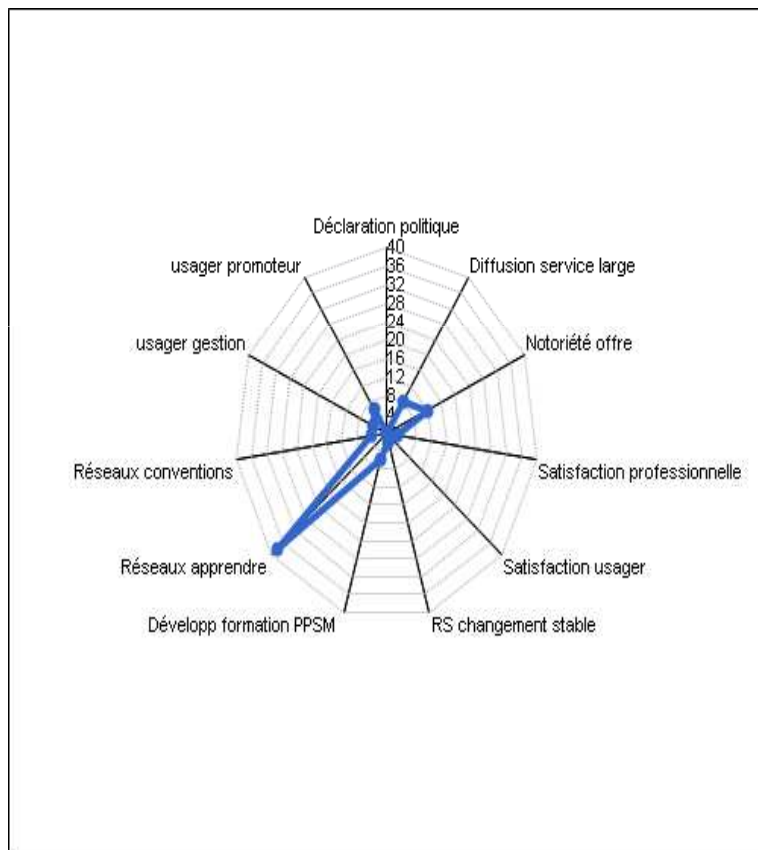 Déclaration politique
40
usager promoteur
36
Diffusion service large
32
28
24
usager gestion
20
Notoriété offre
16
12
8
4
Réseaux conventions
Satisfaction professionnelle
Réseaux apprendre
Satisfaction usager
Développ formation PPSM
RS changement stable